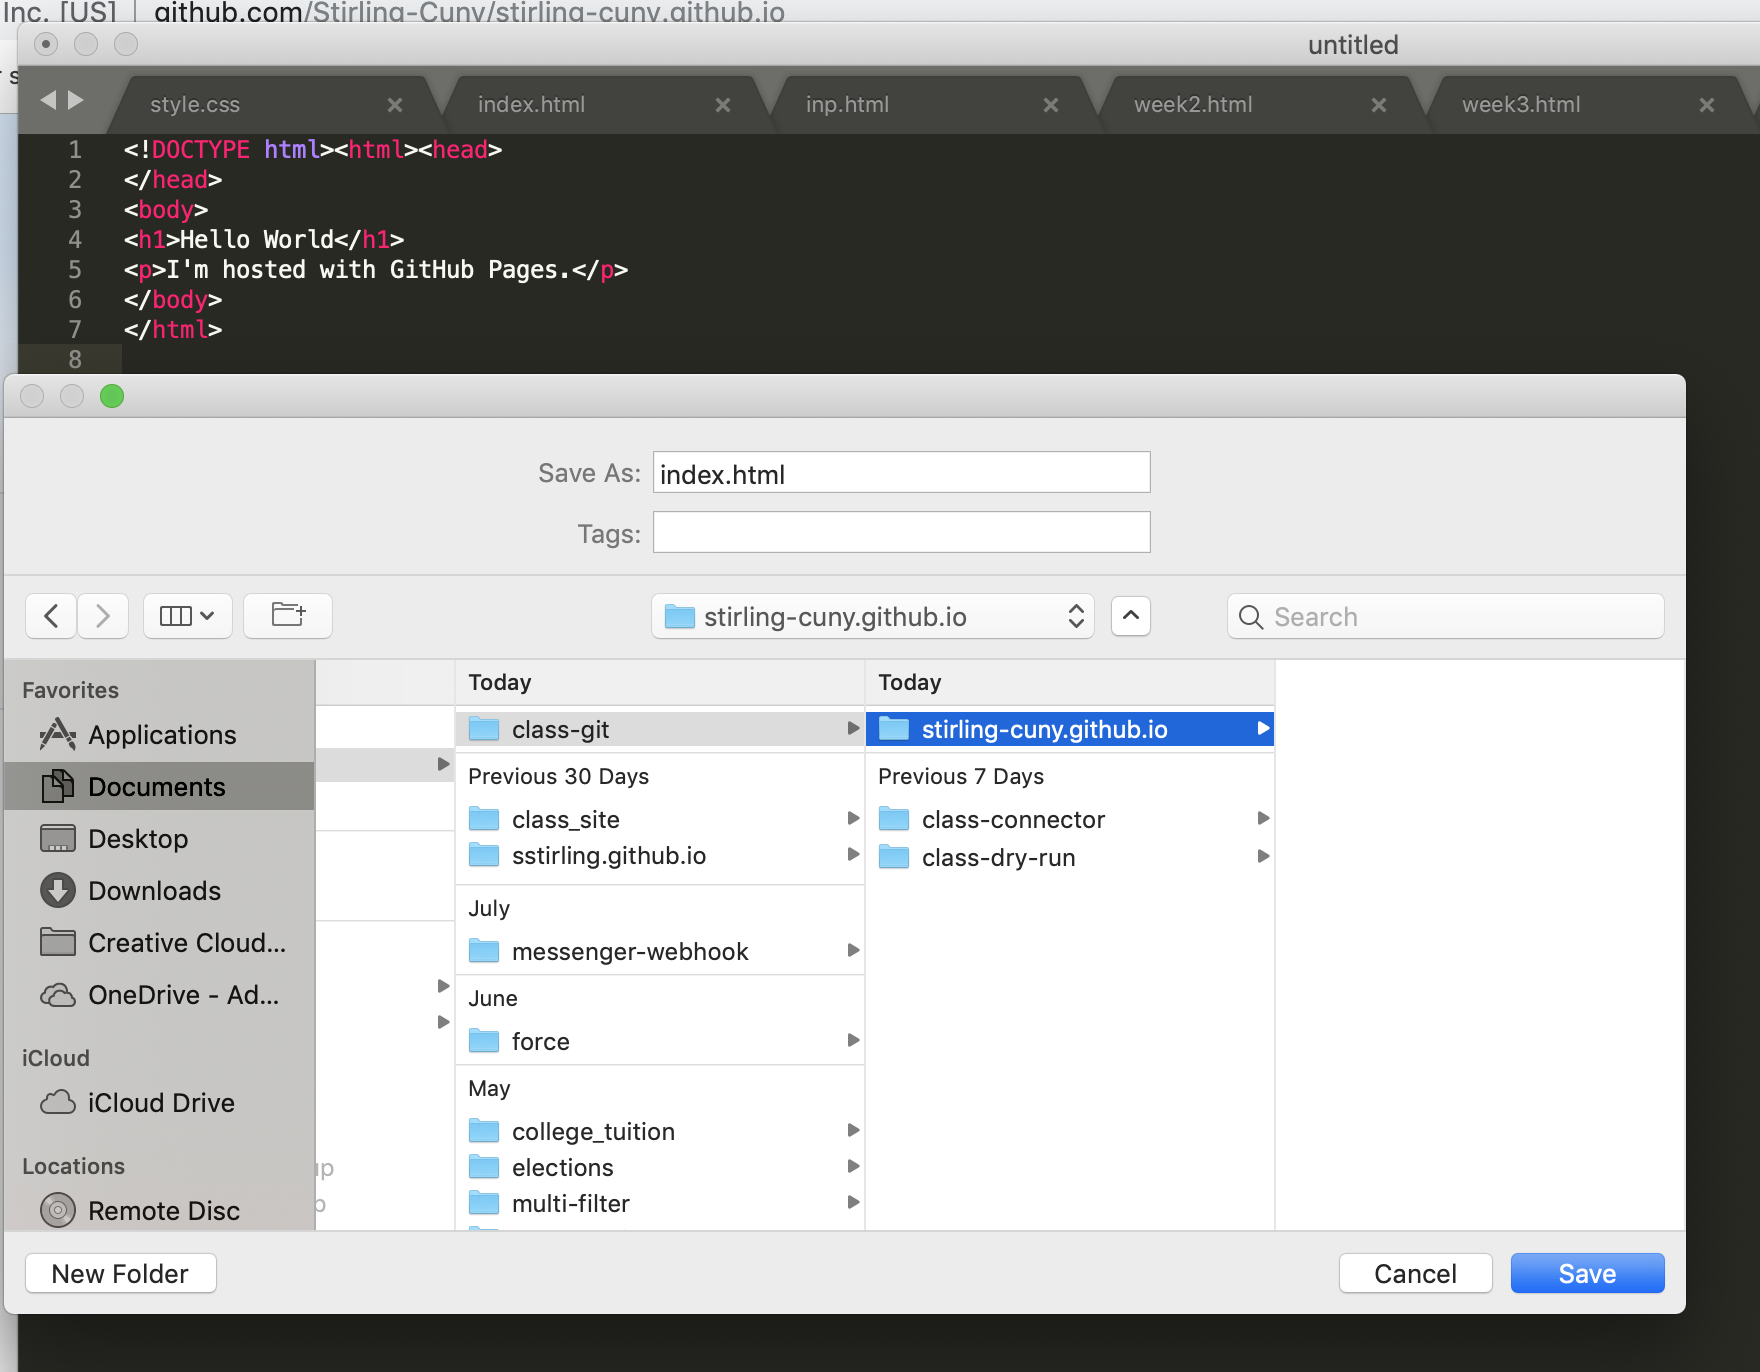 Inc. [US] | github.com/Stirling-Cuny/stirling-cuny.github.io
untitled
style.css × index.html × inp.html × week2.html × week3.html ×
1 <!DOCTYPE html><html><head>
2 </head>
3 <body>
4 <h1>Hello World</h1>
5 <p>I'm hosted with GitHub Pages.</p>
6 </body>
7 </html>
8
Save As: index.html
Tags:
stirling-cuny.github.io
Search
Favorites
Applications
Documents
Desktop
Downloads
Creative Cloud...
OneDrive - Ad...
iCloud
iCloud Drive
Locations
Remote Disc
Today
class-git
Previous 30 Days
class_site
sstirling.github.io
July
messenger-webhook
June
force
May
college_tuition
elections
multi-filter
Today
stirling-cuny.github.io
Previous 7 Days
class-connector
class-dry-run
New Folder
Cancel
Save